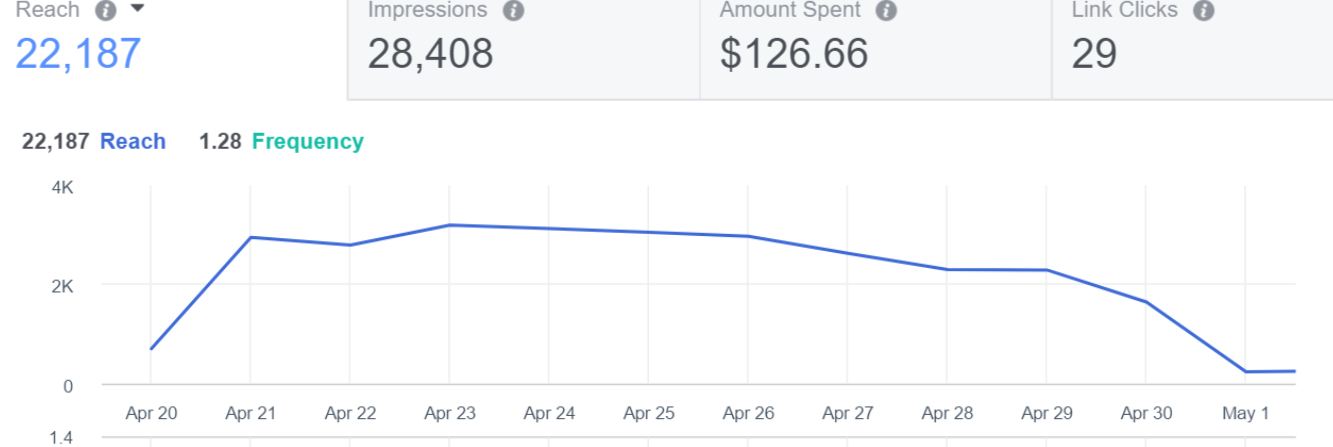 Reach Impressions Amount Spent Link Clicks
22,187 28,408 $126.66 29
22,187 Reach 1.28 Frequency
4K
2K
0
Apr 20 Apr 21 Apr 22 Apr 23 Apr 24 Apr 25 Apr 26 Apr 27 Apr 28 Apr 29 Apr 30 May 1
1.4